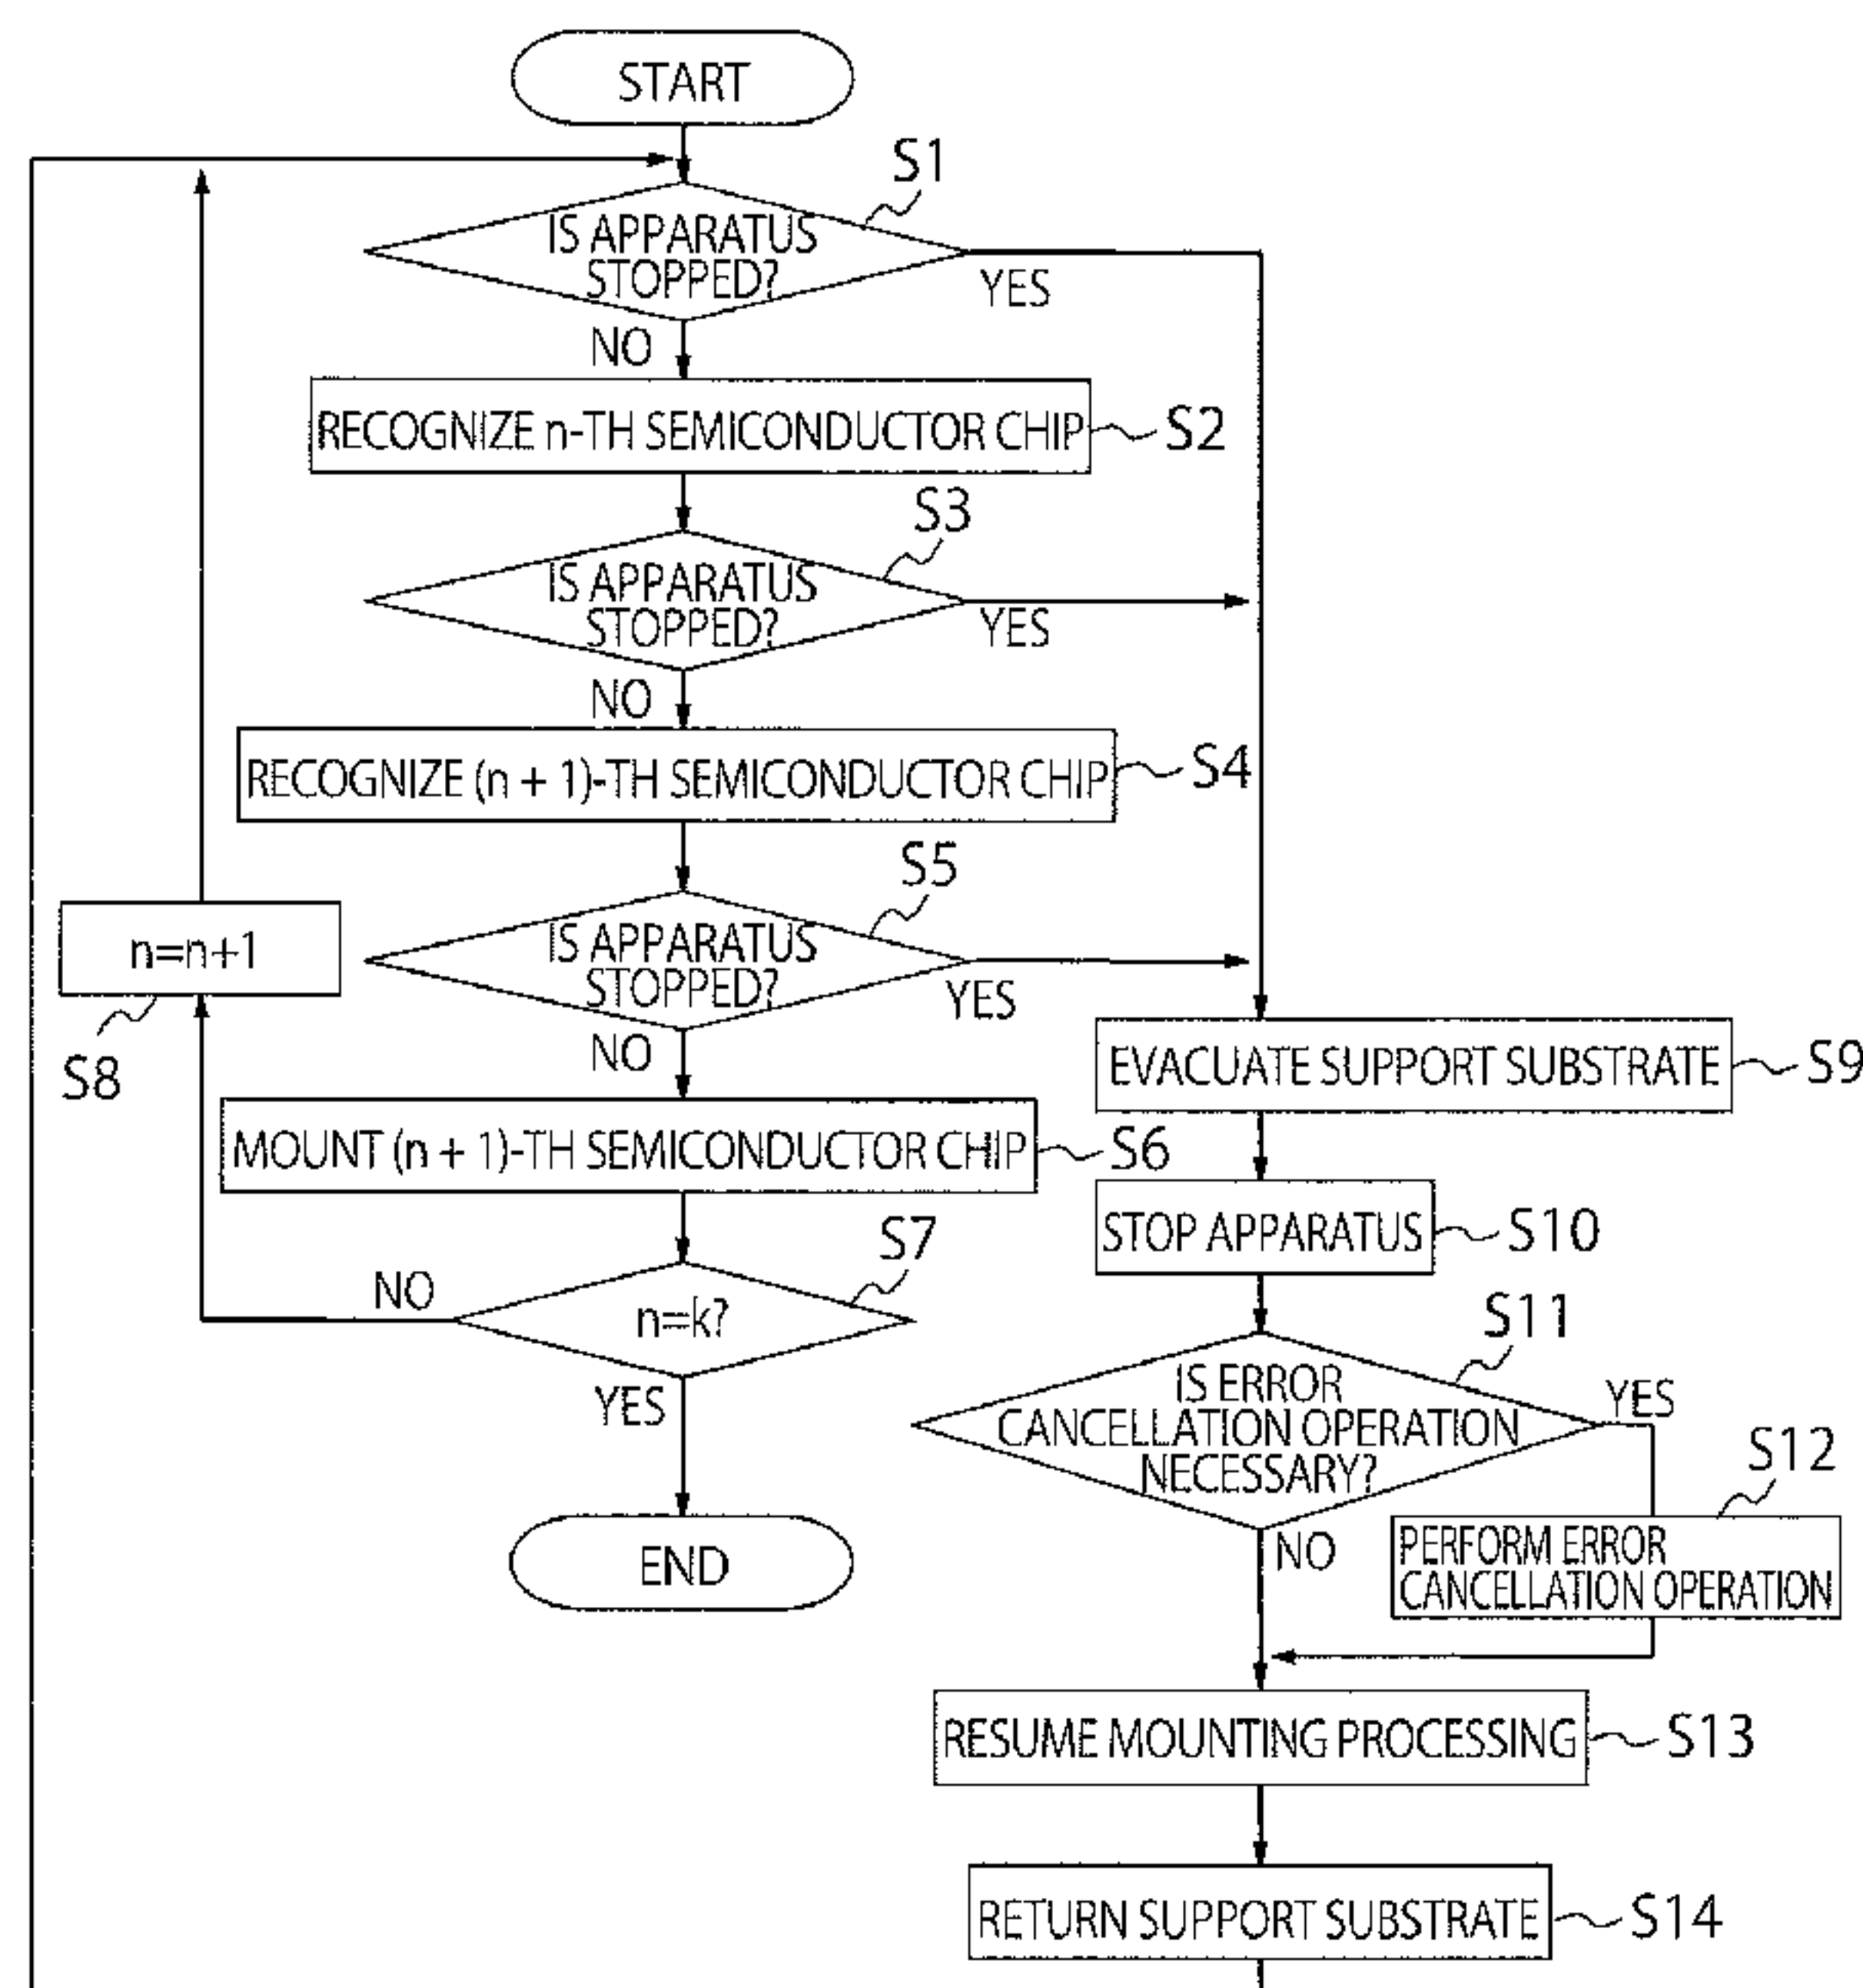 START
S1
IS APPARATUS
STOPPED?
YES
NO
RECOGNIZE n-TH SEMICONDUCTOR CHIP
S2
S3
IS APPARATUS
STOPPED?
YES
NO
RECOGNIZE (n + 1)-TH SEMICONDUCTOR CHIP
S4
S5
IS APPARATUS
STOPPED?
YES
NO
n=n+1
S8
MOUNT (n + 1)-TH SEMICONDUCTOR CHIP
S6
S7
n=k?
NO
YES
END
EVACUATE SUPPORT SUBSTRATE
S9
STOP APPARATUS
S10
S11
IS ERROR
CANCELLATION OPERATION
NECESSARY?
YES
NO
S12
PERFORM ERROR
CANCELLATION OPERATION
RESUME MOUNTING PROCESSING
S13
RETURN SUPPORT SUBSTRATE
S14